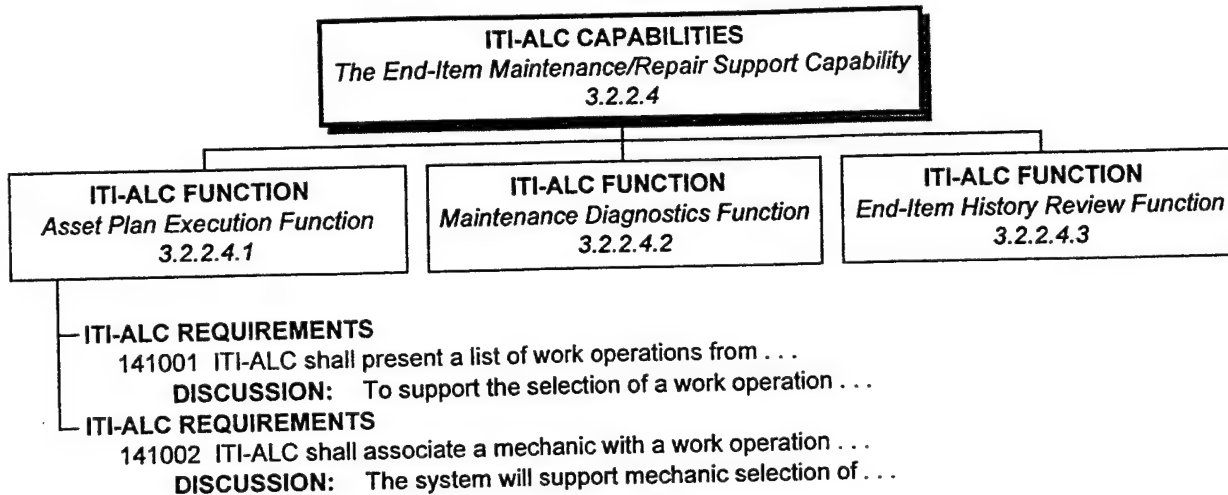 ITI-ALC CAPABILITIES
The End-Item Maintenance/Repair Support Capability
3.2.2.4
ITI-ALC FUNCTION
Asset Plan Execution Function
3.2.2.4.1
ITI-ALC FUNCTION
Maintenance Diagnostics Function
3.2.2.4.2
ITI-ALC FUNCTION
End-Item History Review Function
3.2.2.4.3
ITI-ALC REQUIREMENTS
141001 ITI-ALC shall present a list of work operations from . . .
DISCUSSION: To support the selection of a work operation . . .
ITI-ALC REQUIREMENTS
141002 ITI-ALC shall associate a mechanic with a work operation . . .
DISCUSSION: The system will support mechanic selection of . . .